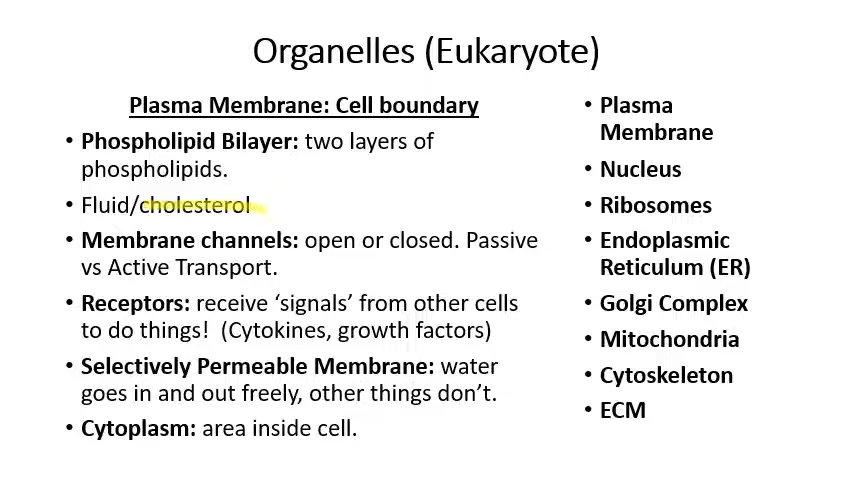 Organelles (Eukaryote)
Plasma Membrane: Cell boundary
• Phospholipid Bilayer: two layers of
phospholipids.
• Fluid/cholesterol
• Membrane channels: open or closed. Passive
vs Active Transport.
• Receptors: receive ‘signals’ from other cells
to do things!  (Cytokines, growth factors)
• Selectively Permeable Membrane: water
goes in and out freely, other things don’t.
• Cytoplasm: area inside cell.
• Plasma
Membrane
• Nucleus
• Ribosomes
• Endoplasmic
Reticulum (ER)
• Golgi Complex
• Mitochondria
• Cytoskeleton
• ECM